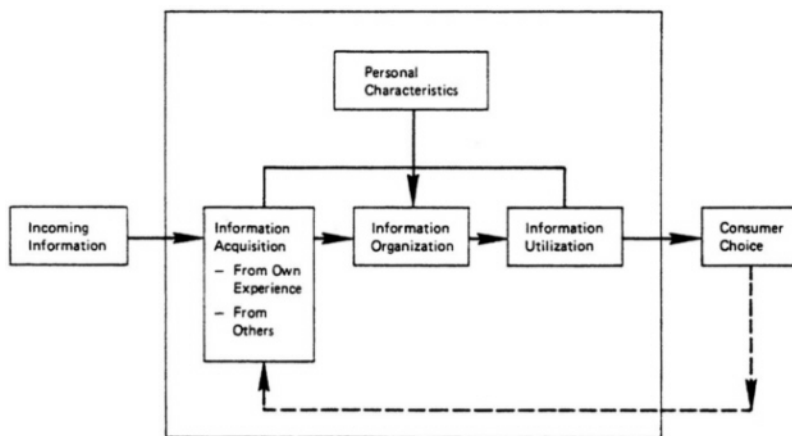 Personal
Characteristics
Incoming
Information
Information
Acquisition
— From Own
Experience
— From
Others
Information
Organization
Information
Utilization
Consumer
Choice